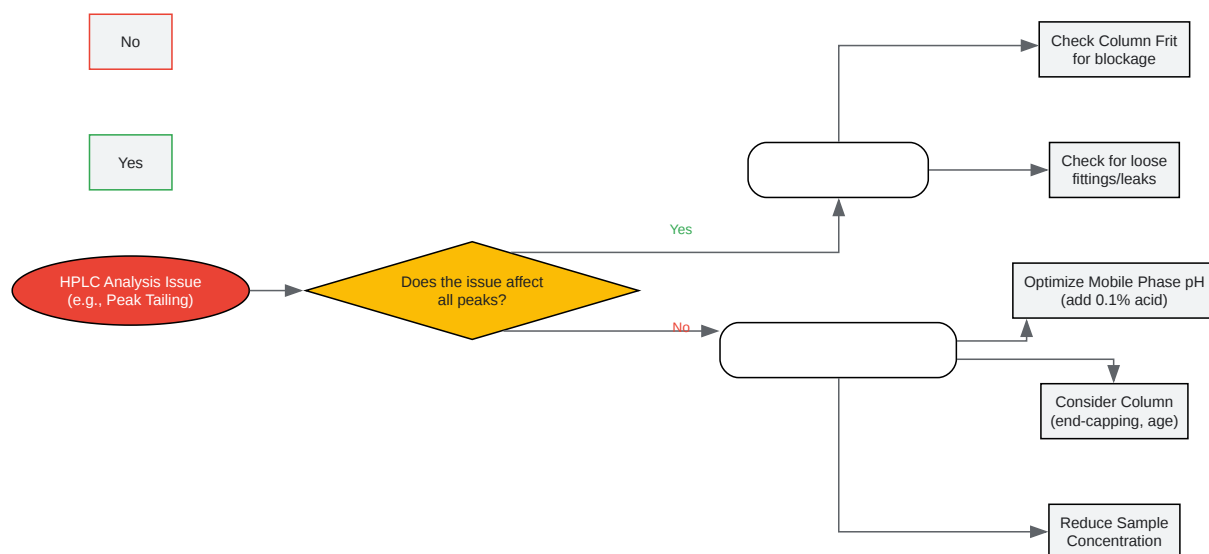 No
Yes
HPLC Analysis Issue
(e.g., Peak Tailing)
Does the issue affect
all peaks?
Yes
No
Check Column Frit
for blockage
Check for loose
fittings/leaks
Optimize Mobile Phase pH
(add 0.1% acid)
Consider Column
(end-capping, age)
Reduce Sample
Concentration